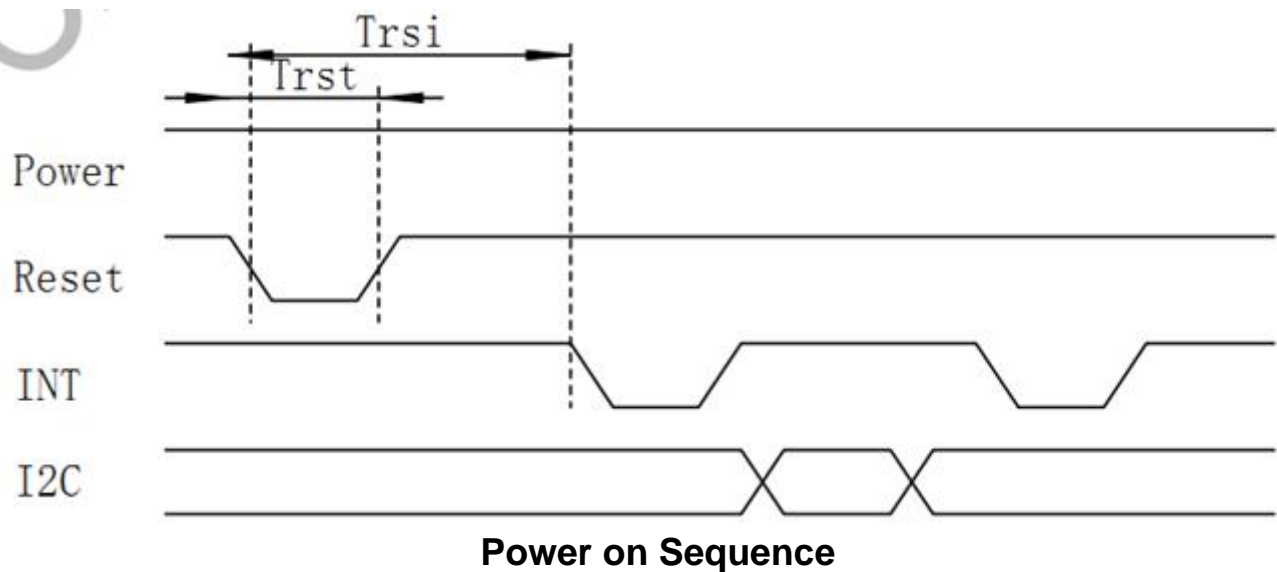 Trsi
Trst
Power
Reset
INT
I2C
Power on Sequence